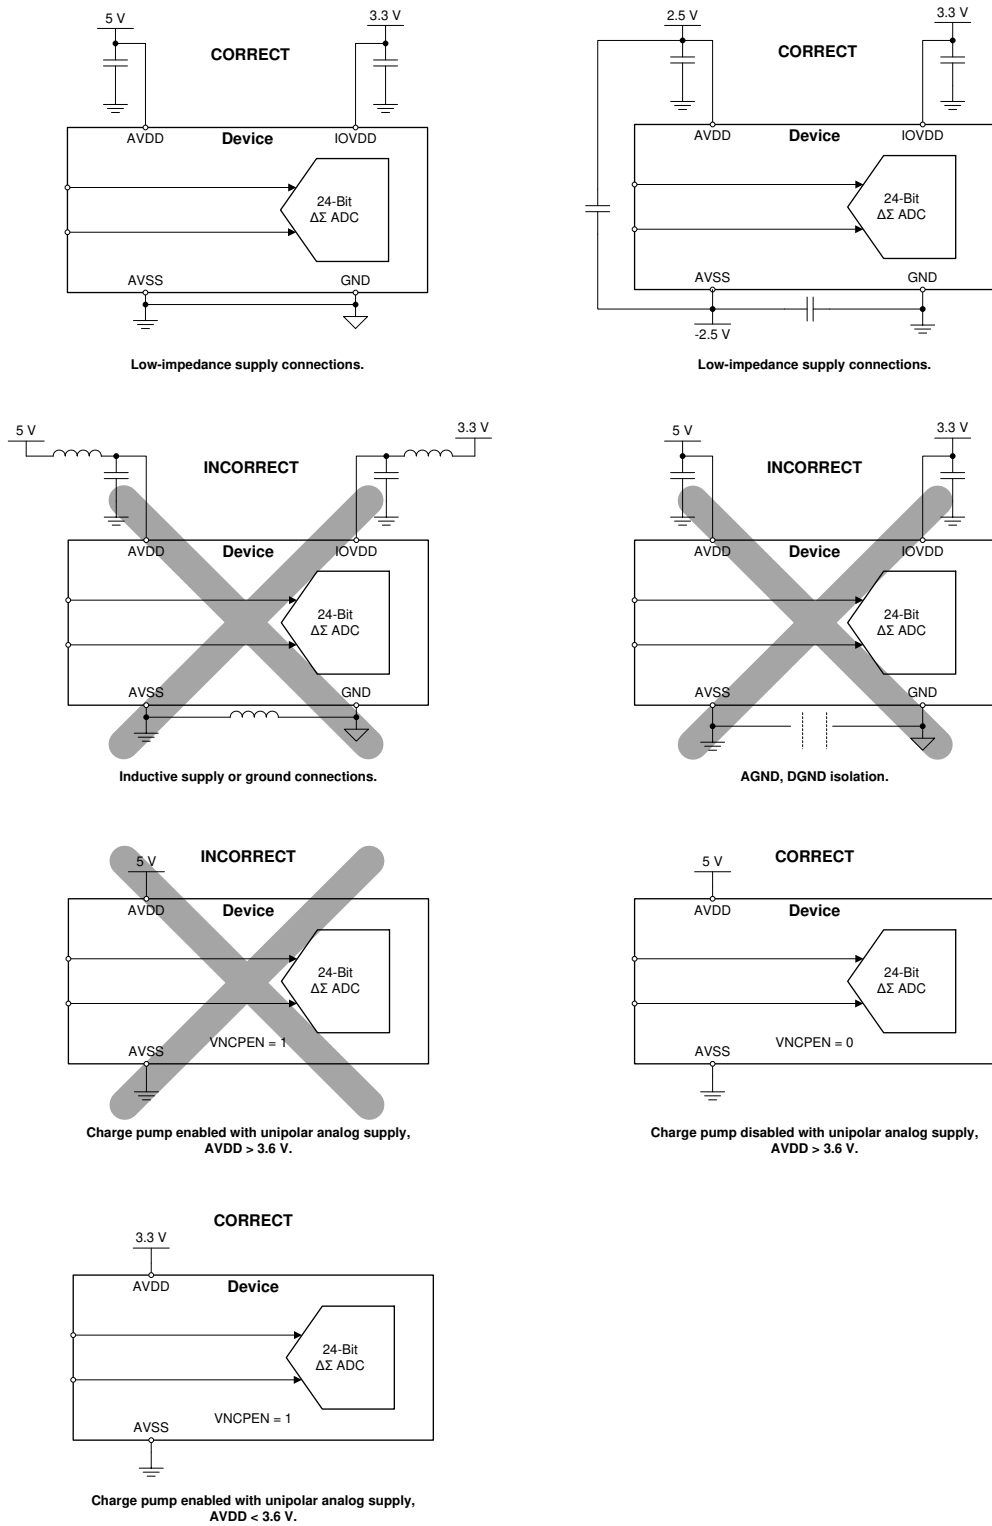 5 V
3.3 V
CORRECT
AVDD
Device
IOVDD
24-Bit
ΔΣ ADC
AVSS
GND
Low-impedance supply connections.
2.5 V
3.3 V
CORRECT
AVDD
Device
IOVDD
24-Bit
ΔΣ ADC
AVSS
GND
-2.5 V
Low-impedance supply connections.
5 V
3.3 V
INCORRECT
AVDD
Device
IOVDD
24-Bit
ΔΣ ADC
AVSS
GND
Inductive supply or ground connections.
5 V
3.3 V
INCORRECT
AVDD
Device
IOVDD
24-Bit
ΔΣ ADC
AVSS
GND
AGND, DGND isolation.
INCORRECT
5 V
AVDD
Device
24-Bit
ΔΣ ADC
VNCPEN = 1
AVSS
Charge pump enabled with unipolar analog supply,
AVDD > 3.6 V.
5 V
CORRECT
AVDD
Device
24-Bit
ΔΣ ADC
VNCPEN = 0
AVSS
Charge pump disabled with unipolar analog supply,
AVDD > 3.6 V.
CORRECT
3.3 V
AVDD
Device
24-Bit
ΔΣ ADC
VNCPEN = 1
AVSS
Charge pump enabled with unipolar analog supply,
AVDD < 3.6 V.